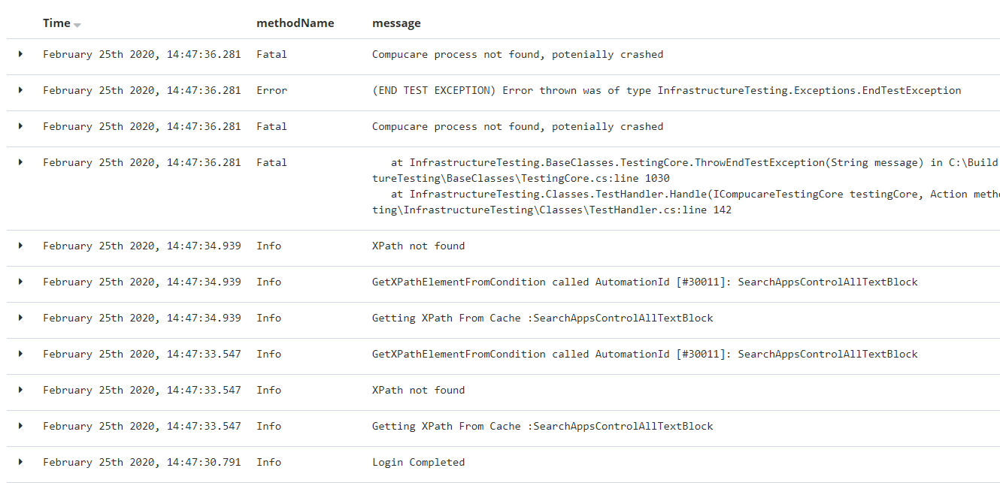 Time methodName message
February 25th 2020, 14:47:36.281 Fatal Compucare process not found, potenially crashed
February 25th 2020, 14:47:36.281 Error (END TEST EXCEPTION) Error thrown was of type InfrastructureTesting.Exceptions.EndTestException
February 25th 2020, 14:47:36.281 Fatal Compucare process not found, potenially crashed
February 25th 2020, 14:47:36.281 Fatal at InfrastructureTesting.BaseClasses.TestingCore.ThrowEndTestException(String message) in C:\Build
tureTesting\BaseClasses\TestingCore.cs:line 1030
at InfrastructureTesting.Classes.TestHandler.Handle(ICompucareTestingCore testingCore, Action metho
ting\InfrastructureTesting\Classes\TestHandler.cs:line 142
February 25th 2020, 14:47:34.939 Info XPath not found
February 25th 2020, 14:47:34.939 Info GetXPathElementFromCondition called AutomationId [#30011]: SearchAppsControlAllTextBlock
February 25th 2020, 14:47:34.939 Info Getting XPath From Cache :SearchAppsControlAllTextBlock
February 25th 2020, 14:47:33.547 Info GetXPathElementFromCondition called AutomationId [#30011]: SearchAppsControlAllTextBlock
February 25th 2020, 14:47:33.547 Info XPath not found
February 25th 2020, 14:47:33.547 Info Getting XPath From Cache :SearchAppsControlAllTextBlock
February 25th 2020, 14:47:30.791 Info Login Completed